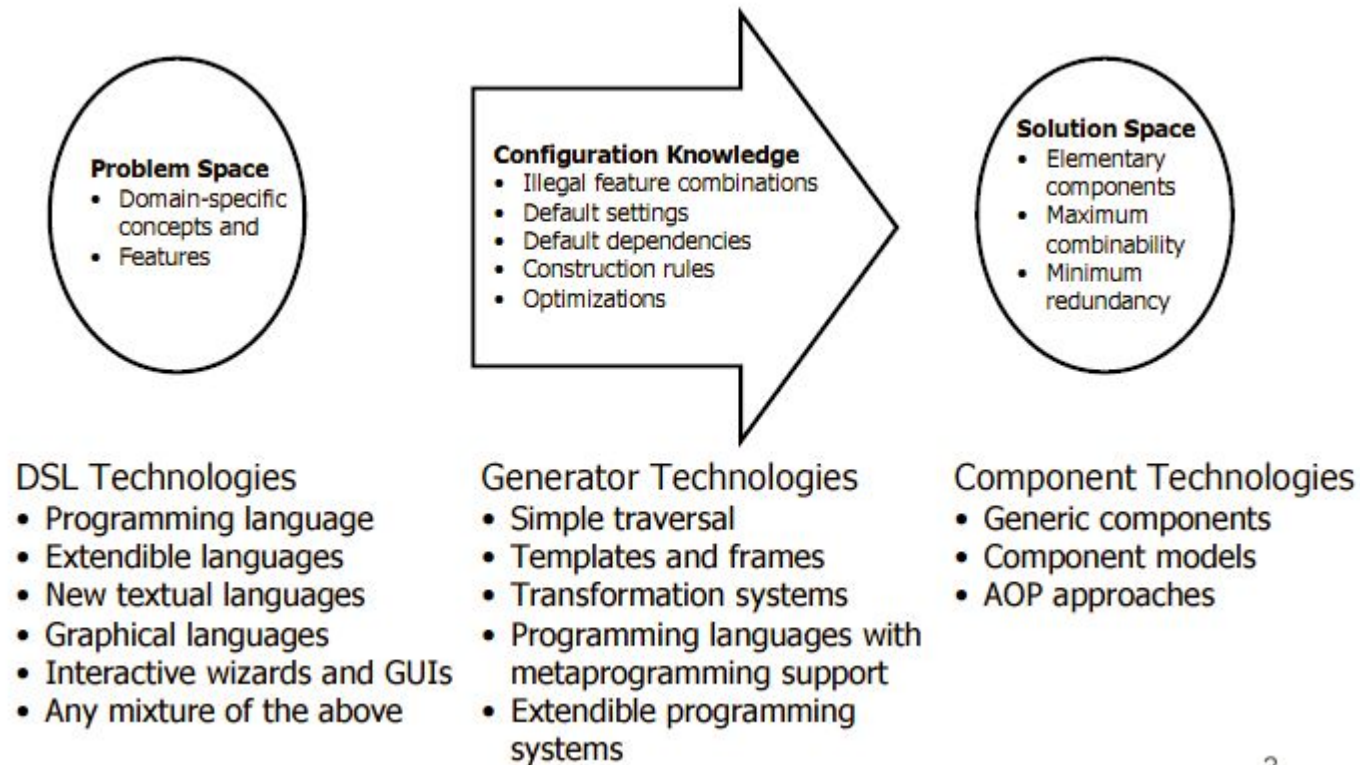 Problem Space
• Domain-specific
concepts and
• Features
Configuration Knowledge
• Illegal feature combinations
• Default settings
• Default dependencies
• Construction rules
• Optimizations
Solution Space
• Elementary
components
• Maximum
combinability
• Minimum
redundancy
DSL Technologies
• Programming language
• Extendible languages
• New textual languages
• Graphical languages
• Interactive wizards and GUIs
• Any mixture of the above
Generator Technologies
• Simple traversal
• Templates and frames
• Transformation systems
• Programming languages with
metaprogramming support
• Extendible programming
systems
Component Technologies
• Generic components
• Component models
• AOP approaches